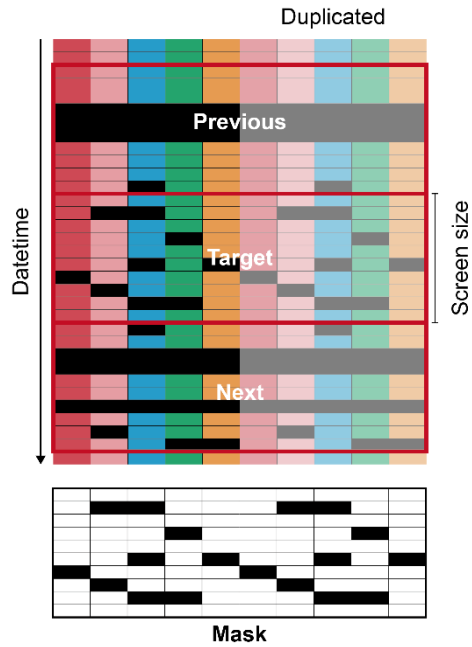 Duplicated
Previous
Datetime
Target
Screen size
Next
Mask